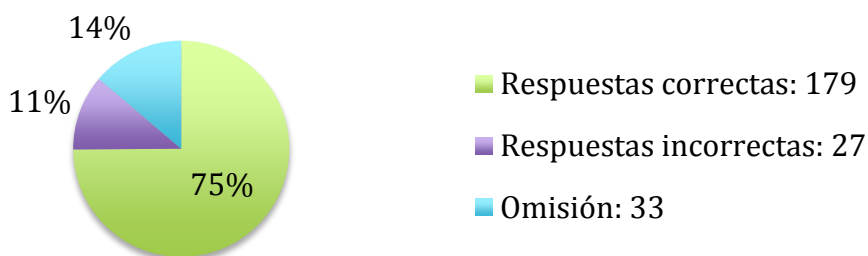 14%
11%
75%
Respuestas correctas: 179
Respuestas incorrectas: 27
Omisión: 33